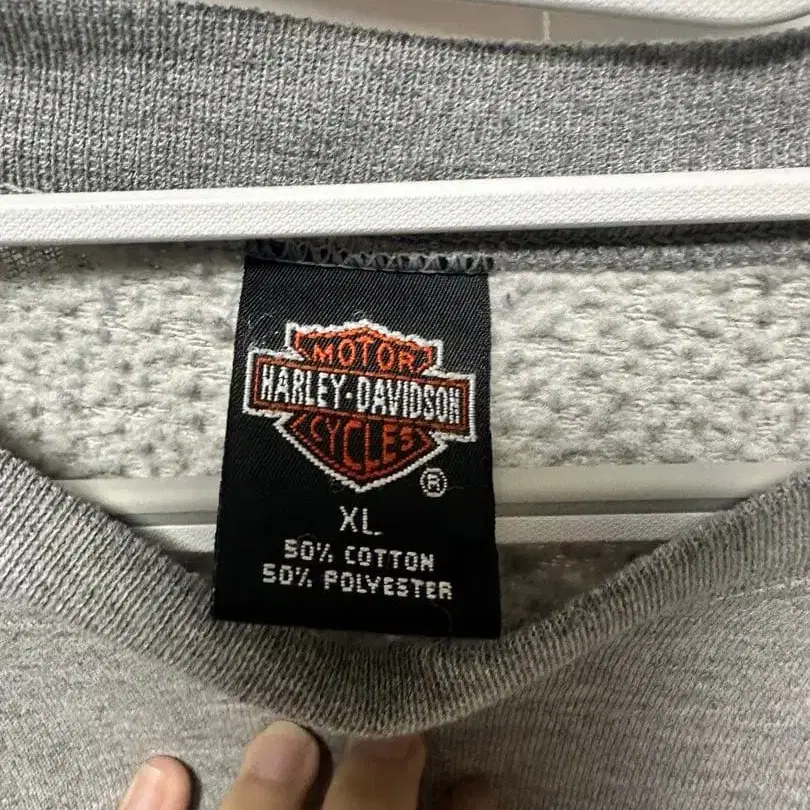 MOTOR
HARLEY-DAVIDSON
CYCLES
®
XL
50% COTTON
50% POLYESTER